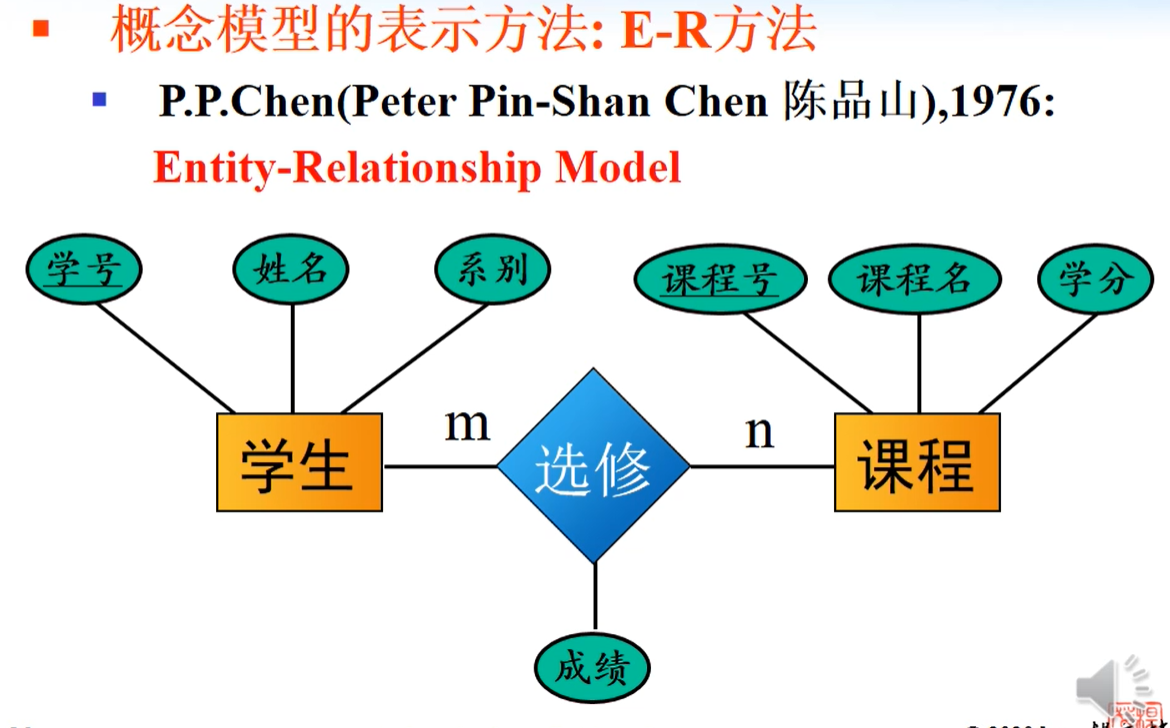 概念模型的表示方法: E-R方法
P.P.Chen(Peter Pin-Shan Chen 陈品山),1976:
Entity-Relationship Model
学号
姓名
系别
课程号
课程名
学分
学生
m
选修
n
课程
成绩